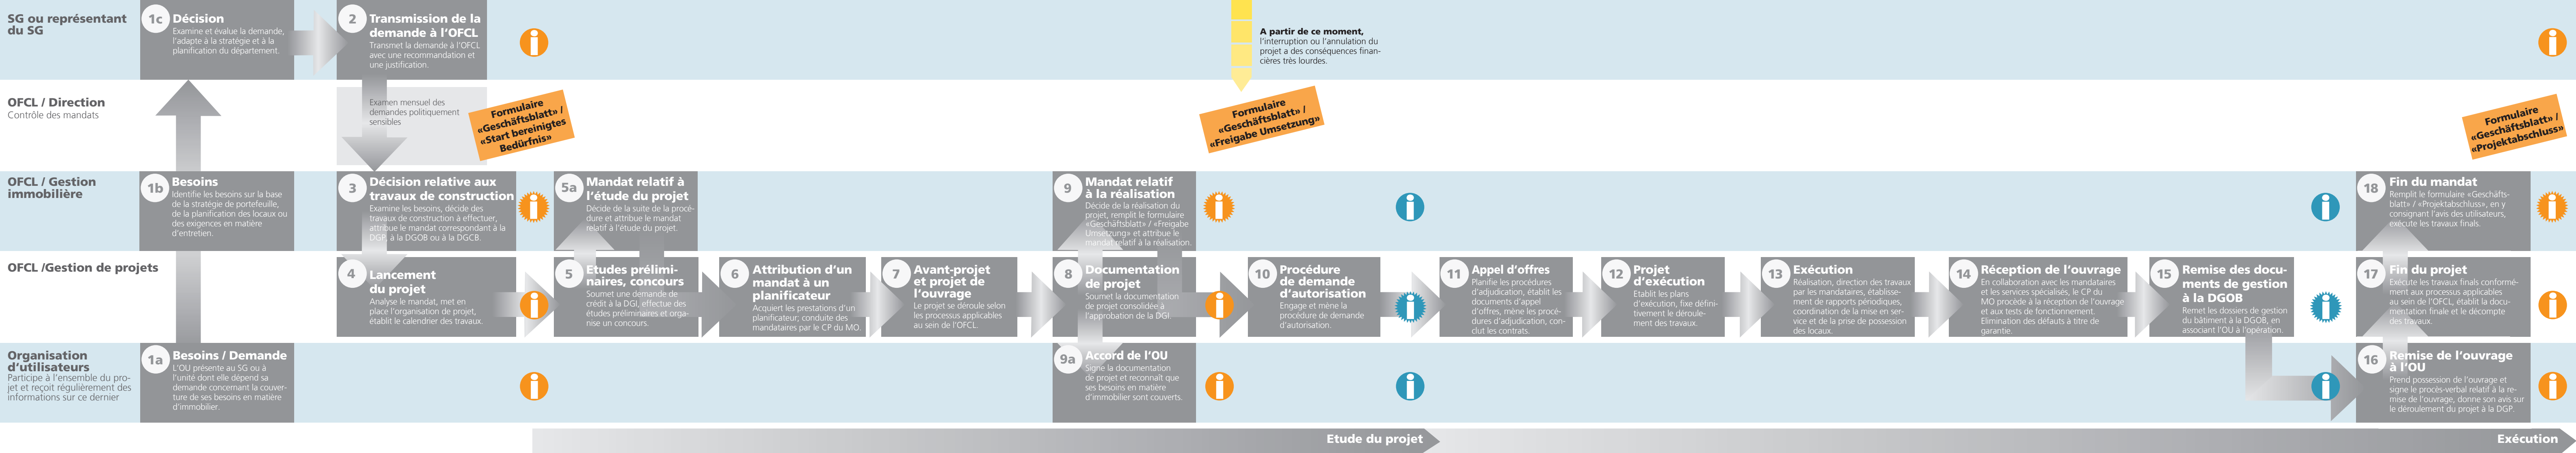 SG ou représentant
du SG
1c
Décision
Examine et évalue la demande,
l'adapte à la stratégie et à la
planification du département.
2
Transmission de la
demande à l'OFCL
Transmet la demande à l'OFCL
avec une recommandation et
une justification.
A partir de ce moment,
l'interruption ou l'annulation du
projet a des conséquences finan-
cières très lourdes.
OFCL / Direction
Contrôle des mandats
Examen mensuel des
demandes politiquement
sensibles
Formulaire
«Geschäftsblatt» /
«Start bereinigtes
Bedürfnis»
Formulaire
«Geschäftsblatt» /
«Freigabe Umsetzung»
Formulaire
«Geschäftsblatt» /
«Projektabschluss»
OFCL / Gestion
immobilière
1b
Besoins
Identifie les besoins sur la base
de la stratégie de portefeuille,
de la planification des locaux ou
des exigences en matière
d'entretien.
3
Décision relative aux
travaux de construction
Examine les besoins, décide des
travaux de construction à effectuer,
attribue le mandat correspondant à la
DGP, à la DGOB ou à la DGCB.
5a
Mandat relatif à
l'étude du projet
Décide de la suite de la procé-
dure et attribue le mandat
relatif à l'étude du projet.
9
Mandat relatif
à la réalisation
Décide de la réalisation du
projet, remplit le formulaire
«Geschäftsblatt» / «Freigabe
Umsetzung» et attribue le
mandat relatif à la réalisation.
18
Fin du mandat
Remplit le formulaire «Geschäfts-
blatt» / «Projektabschluss», en y
consignant l'avis des utilisateurs,
exécute les travaux finals.
OFCL /Gestion de projets
4
Lancement
du projet
Analyse le mandat, met en
place l'organisation de projet,
établit le calendrier des travaux.
5
Etudes prélimi-
naires, concours
Soumet une demande de
crédit à la DGI, effectue des
études préliminaires et orga-
nise un concours.
6
Attribution d'un
mandat à un
planificateur
Acquiert les prestations d'un
planificateur; conduite des
mandataires par le CP du MO.
7
Avant-projet
et projet de
l'ouvrage
Le projet se déroule selon
les processus applicables
au sein de l'OFCL.
8
Documentation
de projet
Soumet la documentation
de projet consolidée à
l'approbation de la DGI.
10
Procédure
de demande
d'autorisation
Engage et mène la
procédure de demande
d'autorisation.
11
Appel d'offres
Planifie les procédures
d'adjudication, établit les
documents d'appel
d'offres, mène les procé-
dures d'adjudication, con-
clut les contrats.
12
Projet
d'exécution
Etablit les plans
d'exécution, fixe défini-
tivement le déroule-
ment des travaux.
13
Exécution
Réalisation, direction des travaux
par les mandataires, établisse-
ment de rapports périodiques,
coordination de la mise en ser-
vice et de la prise de possession
des locaux.
14
Réception de l'ouvrage
En collaboration avec les mandataires
et les services spécialisés, le CP du
MO procède à la réception de l'ouvrage
et aux tests de fonctionnement.
Elimination des défauts à titre de
garantie.
15
Remise des docu-
ments de gestion
à la DGOB
Remet les dossiers de gestion
du bâtiment à la DGOB, en
associant l'OU à l'opération.
17
Fin du projet
Exécute les travaux finals conformé-
ment aux processus applicables
au sein de l'OFCL, établit la docu-
mentation finale et le décompte
des travaux.
Organisation
d'utilisateurs
Participe à l'ensemble du pro-
jet et reçoit régulièrement des
informations sur ce dernier
1a
Besoins / Demande
L'OU présente au SG ou à
l'unité dont elle dépend sa
demande concernant la couver-
ture de ses besoins en matière
d'immobilier.
9a
Accord de l'OU
Signe la documentation
de projet et reconnaît que
ses besoins en matière
d'immobilier sont couverts.
16
Remise de l'ouvrage
à l'OU
Prend possession de l'ouvrage et
signe le procès-verbal relatif à la re-
mise de l'ouvrage, donne son avis sur
le déroulement du projet à la DGP.
Etude du projet
Exécution